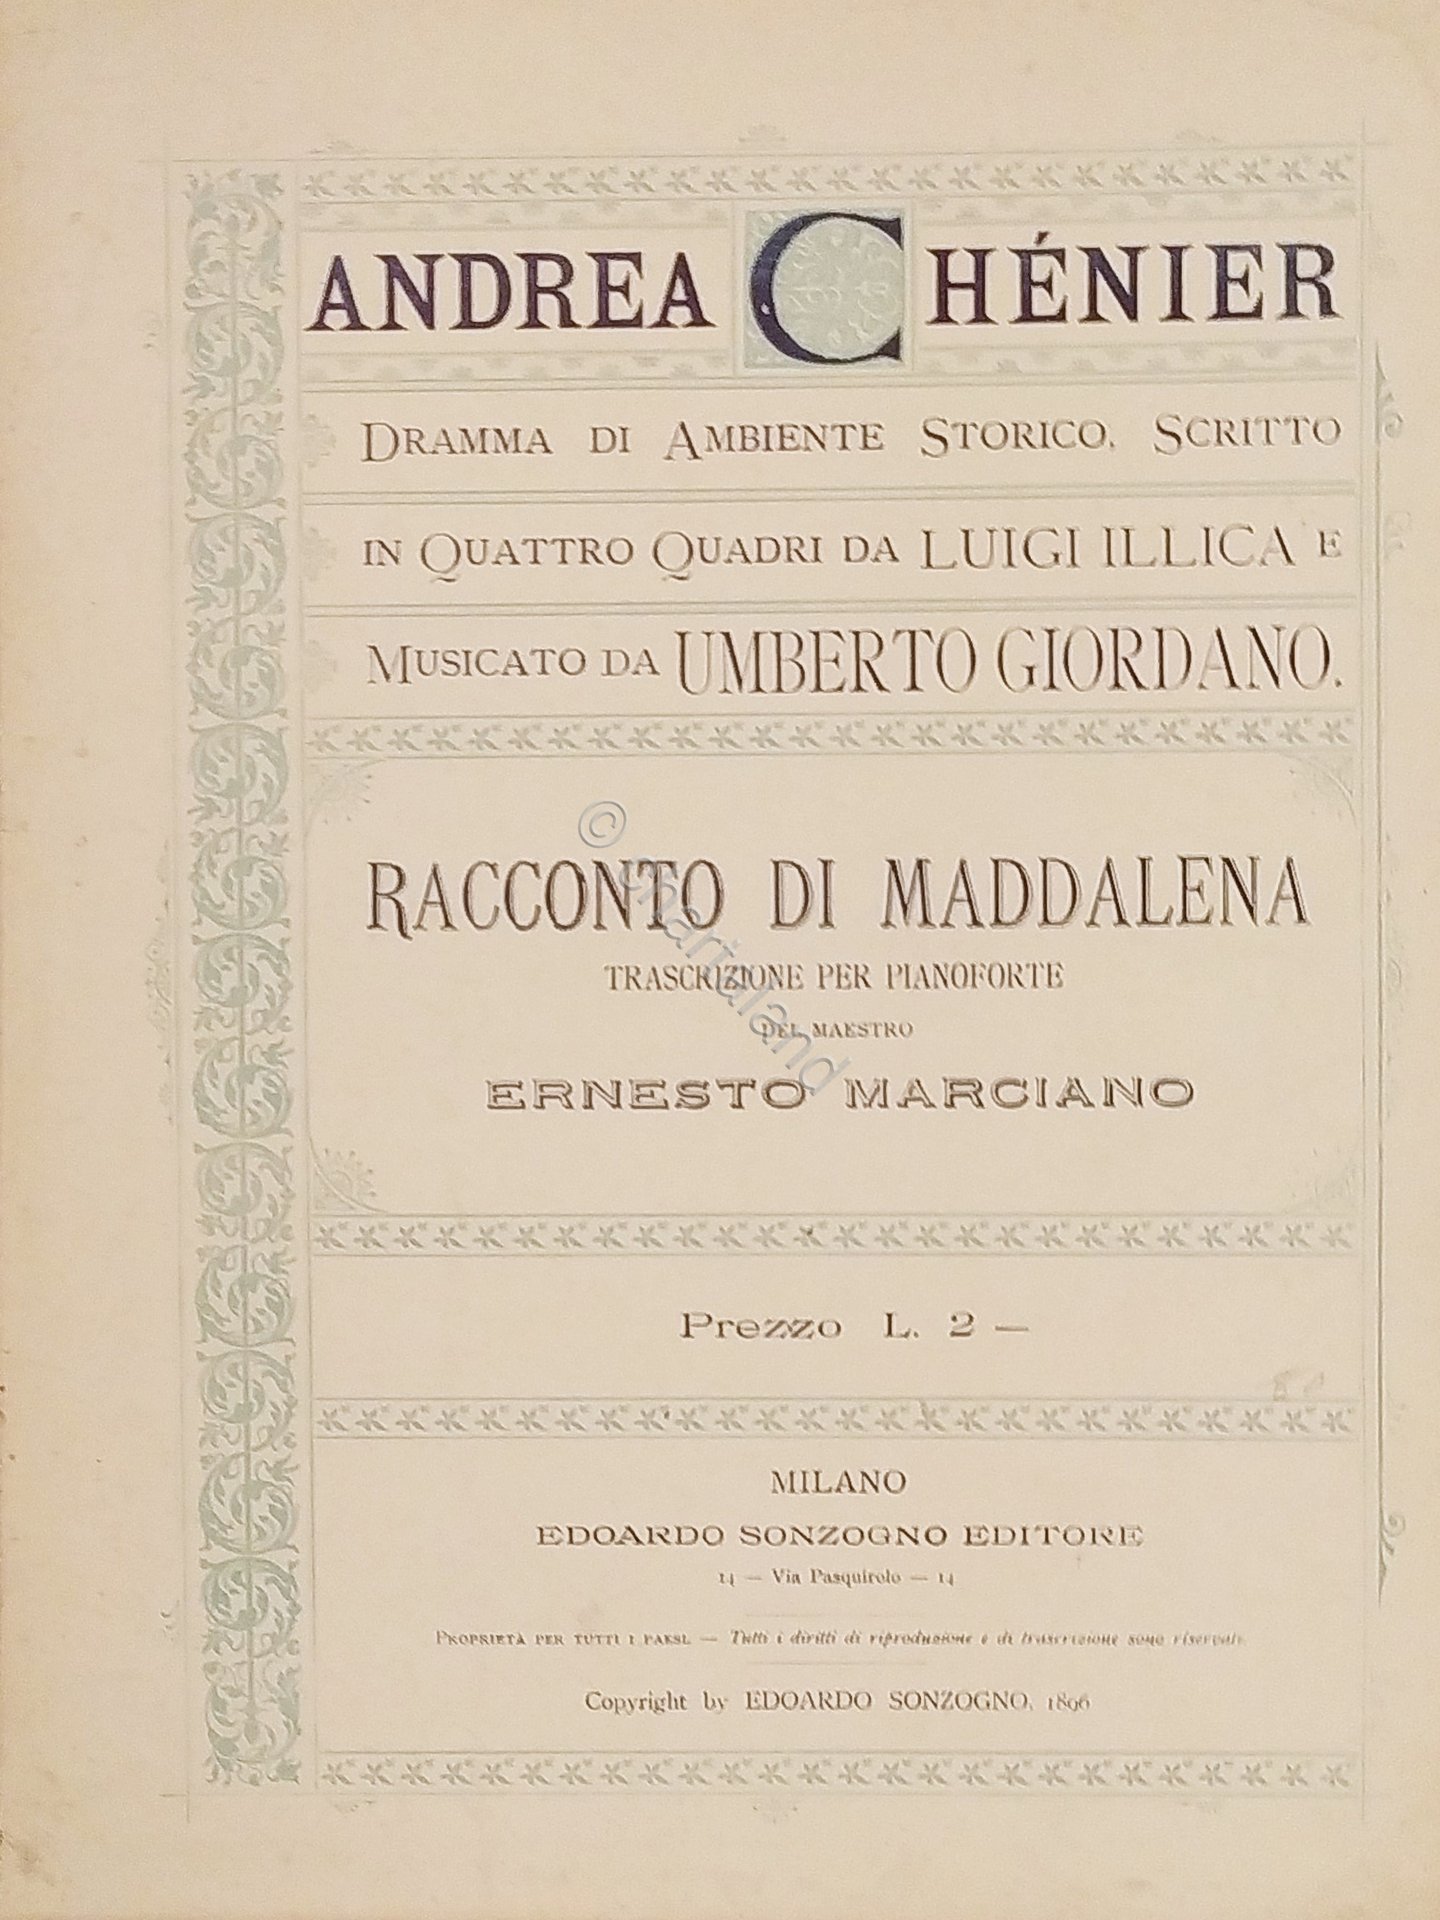 ANDREA CHÉNIER
DRAMMA DI AMBIENTE STORICO, SCRITTO
IN QUATTRO QUADRI DA LUIGI ILLICA E
MUSICATO DA UMBERTO GIORDANO.
RACCONTO DI MADDALENA
TRASCRIZIONE PER PIANOFORTE
DEL MAESTRO
ERNESTO MARCIANO
© chartaland
Prezzo L. 2 —
MILANO
EDOARDO SONZOGNO EDITORE
14 — Via Pasquirolo — 14
PROPRIETÀ PER TUTTI I PAESI. — Tutti i diritti di riproduzione e di trascrizione sono riservati.
Copyright by EDOARDO SONZOGNO, 1896